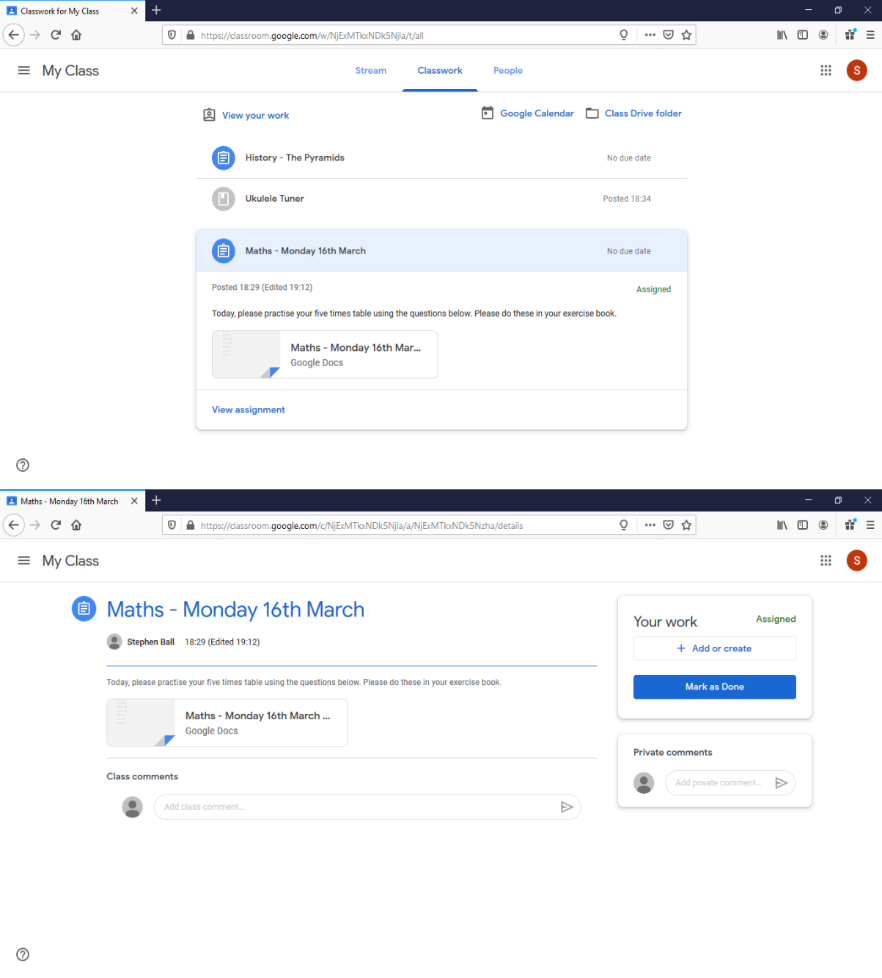 Classwork for My Class
https://classroom.google.com/w/NjExMTkxNDk5Njla/t/all
My Class
Stream Classwork People
S
View your work
Google Calendar
Class Drive folder
History - The Pyramids No due date
Ukulele Tuner Posted 18:34
Maths - Monday 16th March No due date
Posted 18:29 (Edited 19:12) Assigned
Today, please practise your five times table using the questions below. Please do these in your exercise book.
Maths - Monday 16th Mar...
Google Docs
View assignment
Maths - Monday 16th March
https://classroom.google.com/c/NjExMTkxNDk5Njla/a/NjExMTkxNDk5Nzha/details
My Class
S
Maths - Monday 16th March
Stephen Ball 18:29 (Edited 19:12)
Today, please practise your five times table using the questions below. Please do these in your exercise book.
Maths - Monday 16th March ...
Google Docs
Class comments
Add class comment...
Your work Assigned
+ Add or create
Mark as Done
Private comments
Add private comment...